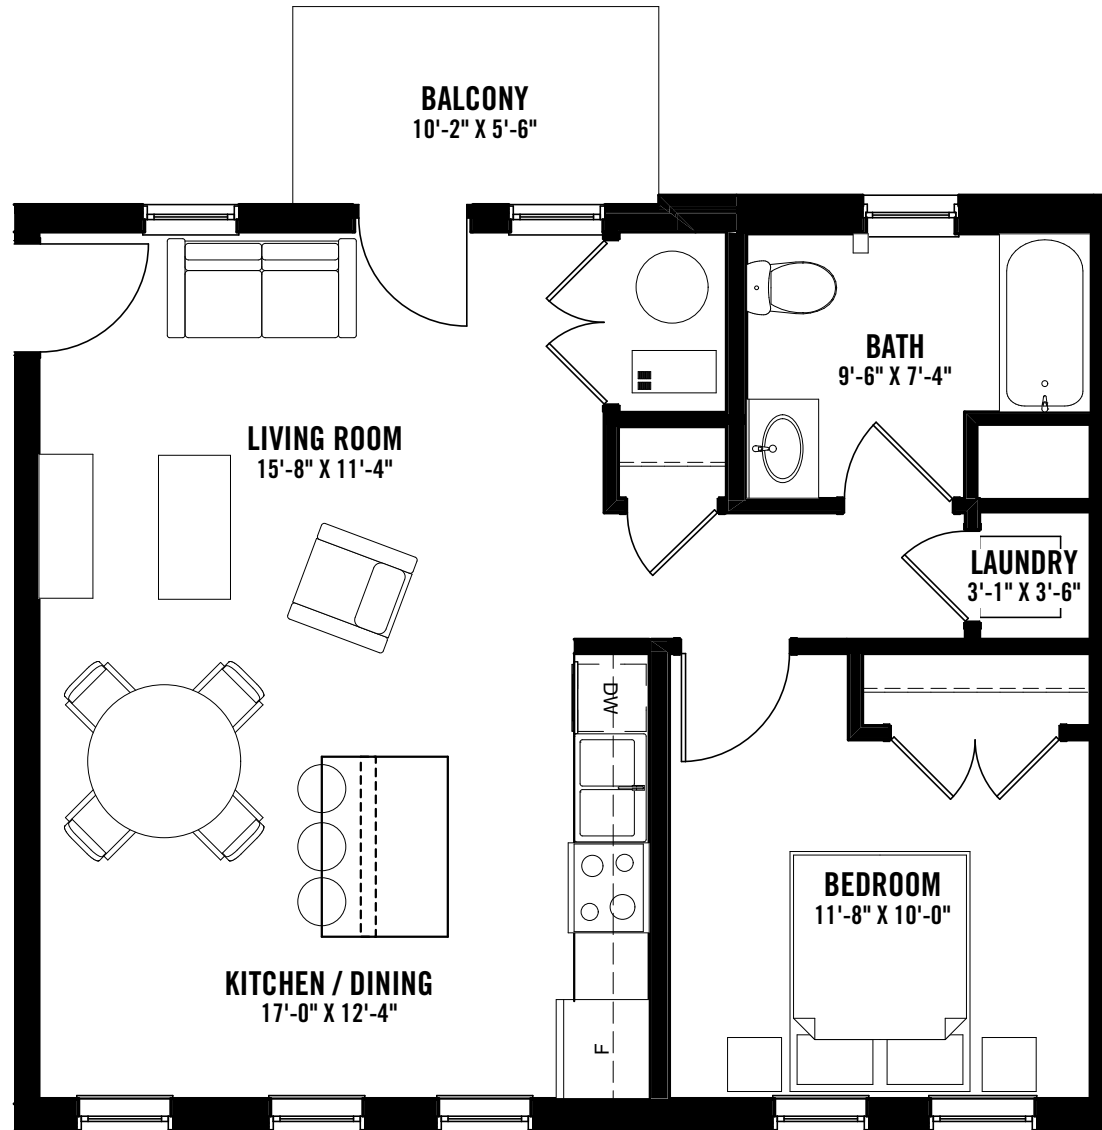 BALCONY
10'-2" X 5'-6"
BATH
9'-6" X 7'-4"
LIVING ROOM
15'-8" X 11'-4"
LAUNDRY
3'-1" X 3'-6"
DW
BEDROOM
11'-8" X 10'-0"
KITCHEN / DINING
17'-0" X 12'-4"
F